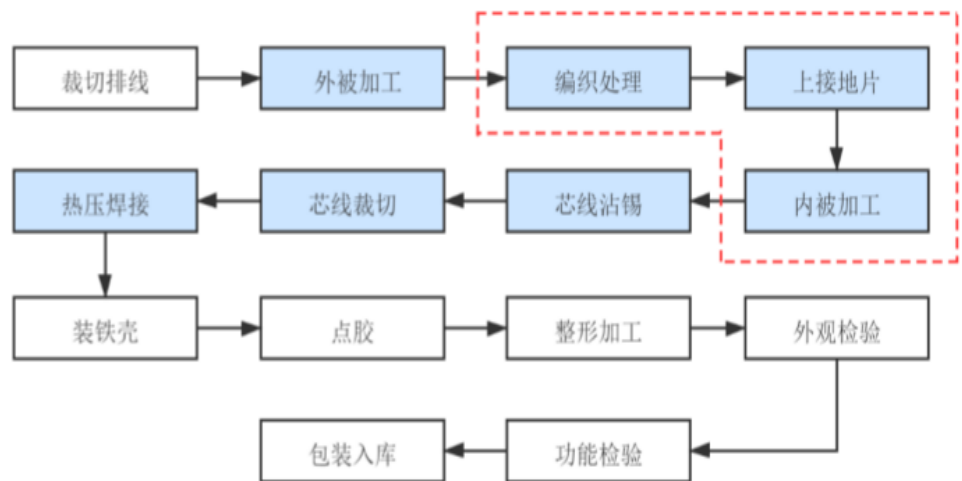 裁切排线
外被加工
编织处理
上接地片
内被加工
芯线沾锡
芯线裁切
热压焊接
装铁壳
点胶
整形加工
外观检验
功能检验
包装入库